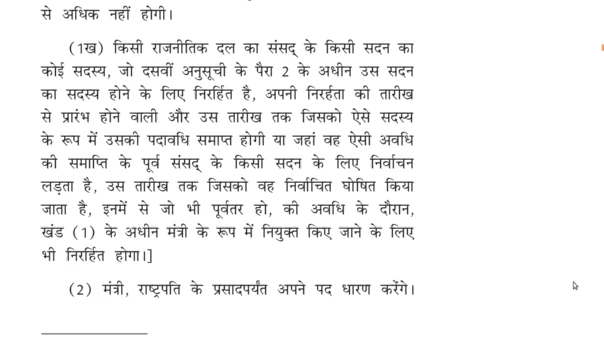 से अधिक नहीं होगी।
(1ख) किसी राजनीतिक दल का संसद् के किसी सदन का
कोई सदस्य, जो दसवीं अनुसूची के पैरा 2 के अधीन उस सदन
का सदस्य होने के लिए निरर्हित है, अपनी निरर्हता की तारीख
से प्रारंभ होने वाली और उस तारीख तक जिसको ऐसे सदस्य
के रूप में उसकी पदावधि समाप्त होगी या जहां वह ऐसी अवधि
की समाप्ति के पूर्व संसद् के किसी सदन के लिए निर्वाचन
लड़ता है, उस तारीख तक जिसको वह निर्वाचित घोषित किया
जाता है, इनमें से जो भी पूर्वतर हो, की अवधि के दौरान,
खंड (1) के अधीन मंत्री के रूप में नियुक्त किए जाने के लिए
भी निरर्हित होगा।]
(2) मंत्री, राष्ट्रपति के प्रसादपर्यंत अपने पद धारण करेंगे।